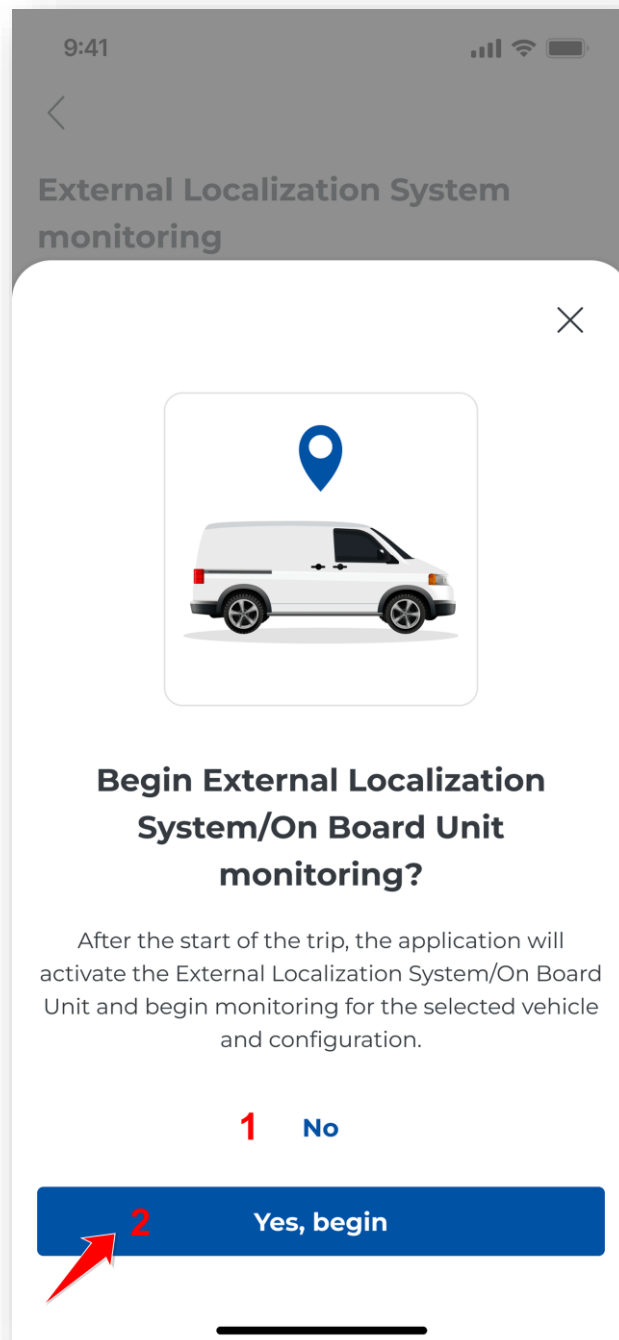 9:41
External Localization System
monitoring
Begin External Localization
System/On Board Unit
monitoring?
After the start of the trip, the application will
activate the External Localization System/On Board
Unit and begin monitoring for the selected vehicle
and configuration.
1 No
2 Yes, begin